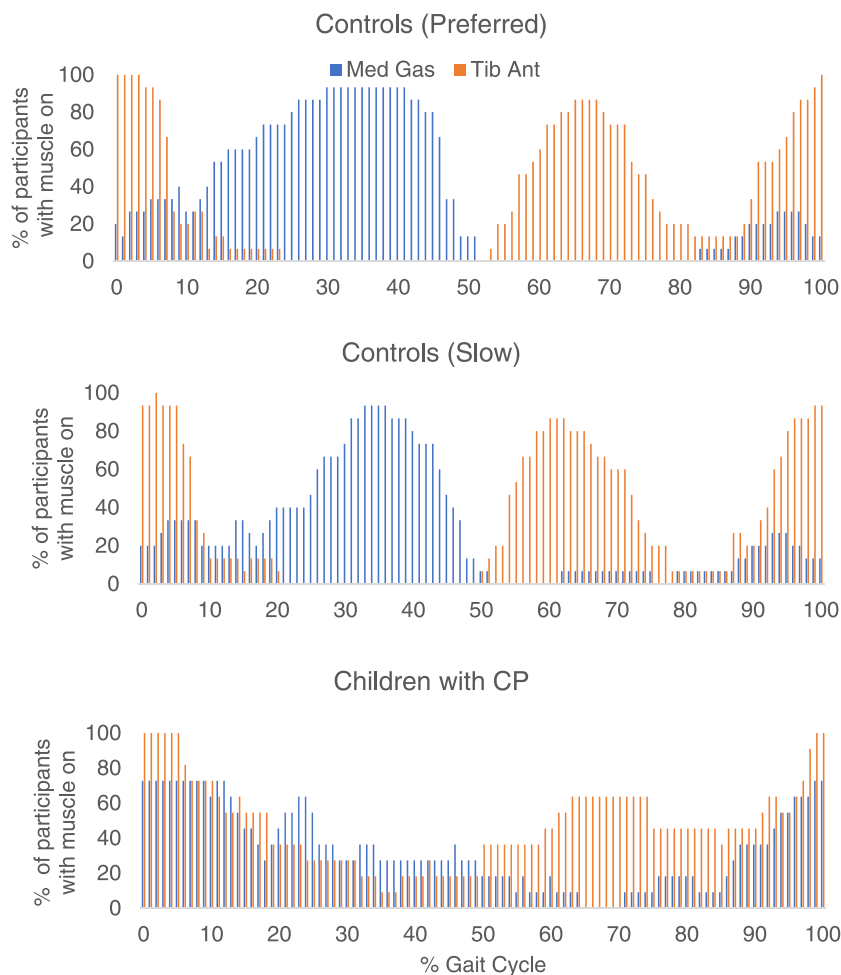 Controls (Preferred)
Med Gas Tib Ant
% of participants
with muscle on
100
80
60
40
20
0
0 10 20 30 40 50 60 70 80 90 100
Controls (Slow)
% of participants
with muscle on
100
80
60
40
20
0
0 10 20 30 40 50 60 70 80 90 100
Children with CP
% of participants
with muscle on
100
80
60
40
20
0
0 10 20 30 40 50 60 70 80 90 100
% Gait Cycle